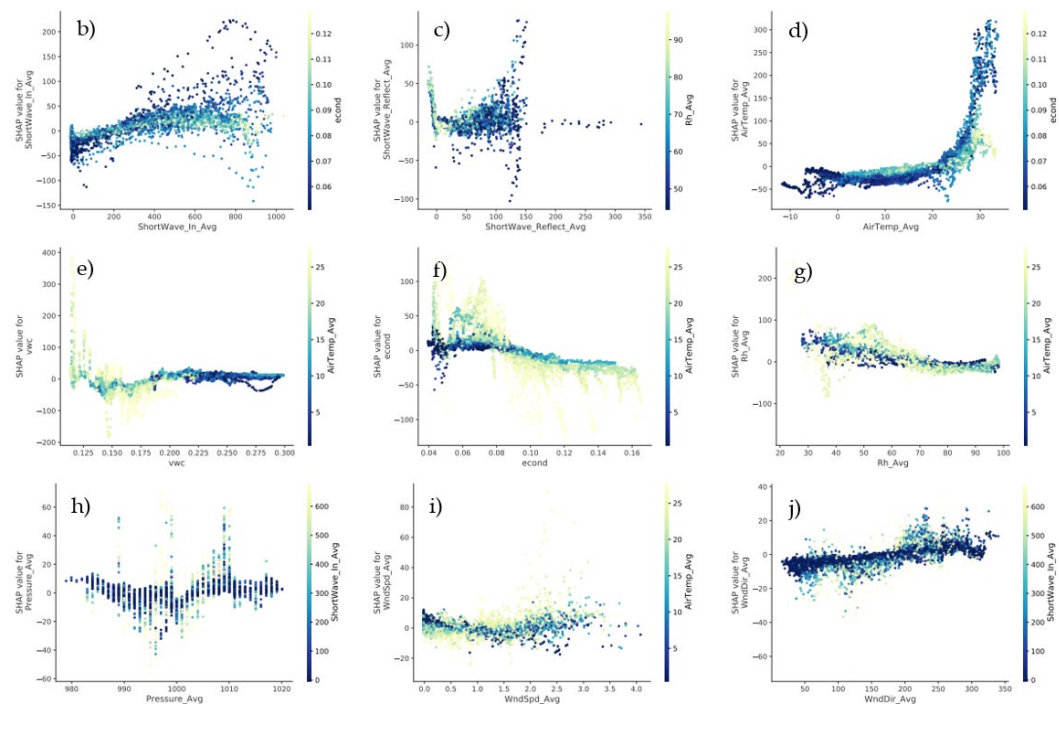 b)
200
150
100
50
0
−50
−100
−150
SHAP value for
ShortWave_In_Avg
0 200 400 600 800 1000
ShortWave_In_Avg
0.12
0.11
0.10
0.09
0.08
0.07
0.06
econd
c)
100
50
0
−50
−100
SHAP value for
ShortWave_Reflect_Avg
0 50 100 150 200 250 300 350
ShortWave_Reflect_Avg
90
80
70
60
50
Rh_Avg
d)
300
250
200
150
100
50
0
−50
SHAP value for
AirTemp_Avg
−10 0 10 20 30
AirTemp_Avg
0.12
0.11
0.10
0.09
0.08
0.07
0.06
econd
e)
400
300
200
100
0
−100
−200
SHAP value for
vwc
0.125 0.150 0.175 0.200 0.225 0.250 0.275 0.300
vwc
25
20
15
10
5
AirTemp_Avg
f)
100
50
0
−50
−100
SHAP value for
econd
0.04 0.06 0.08 0.10 0.12 0.14 0.16
econd
25
20
15
10
5
AirTemp_Avg
g)
200
100
0
−100
SHAP value for
Rh_Avg
30 40 50 60 70 80 90 100
Rh_Avg
25
20
15
10
5
AirTemp_Avg
h)
60
40
20
0
−20
−40
−60
SHAP value for
Pressure_Avg
980 990 1000 1010 1020
Pressure_Avg
600
500
400
300
200
100
0
ShortWave_In_Avg
i)
80
60
40
20
0
−20
SHAP value for
WndSpd_Avg
0.0 0.5 1.0 1.5 2.0 2.5 3.0 3.5 4.0
WndSpd_Avg
25
20
15
10
5
AirTemp_Avg
j)
40
20
0
−20
−40
−60
SHAP value for
WndDir_Avg
50 100 150 200 250 300 350
WndDir_Avg
600
500
400
300
200
100
0
ShortWave_In_Avg